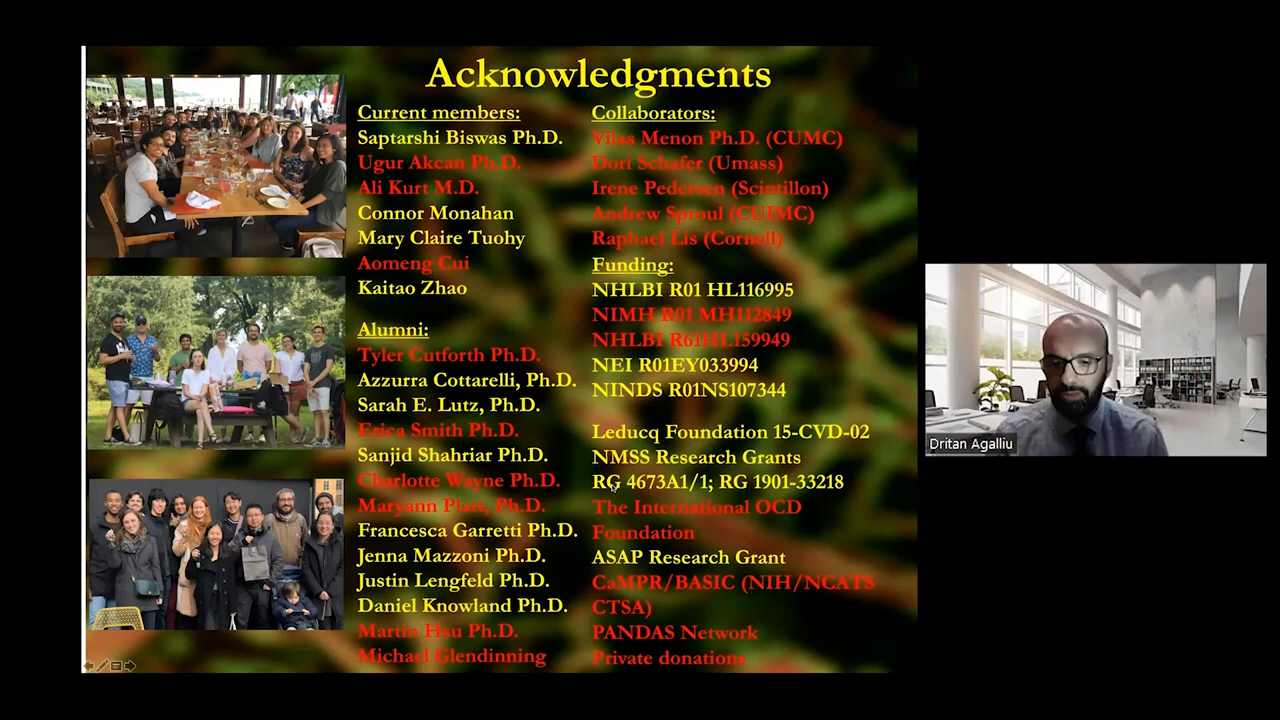 Acknowledgments
Current members:
Saptarshi Biswas Ph.D.
Ugur Akcan Ph.D.
Ali Kurt M.D.
Connor Monahan
Mary Claire Tuohy
Aomeng Cui
Kaitao Zhao
Alumni:
Tyler Cutforth Ph.D.
Azzurra Cottarelli, Ph.D.
Sarah E. Lutz, Ph.D.
Erica Smith Ph.D.
Sanjid Shahriar Ph.D.
Charlotte Wayne Ph.D.
Maryann Platt, Ph.D.
Francesca Garretti Ph.D.
Jenna Mazzoni Ph.D.
Justin Lengfeld Ph.D.
Daniel Knowland Ph.D.
Martin Hsu Ph.D.
Michael Glendinning
Collaborators:
Vilas Menon Ph.D. (CUMC)
Dori Schafer (Umass)
Irene Pedersen (Scintillon)
Andrew Sproul (CUIMC)
Raphael Lis (Cornell)
Funding:
NHLBI R01 HL116995
NIMH R01 MH112849
NHLBI R61HL159949
NEI R01EY033994
NINDS R01NS107344
Leducq Foundation 15-CVD-02
NMSS Research Grants
RG 4673A1/1; RG 1901-33218
The International OCD
Foundation
ASAP Research Grant
CaMPR/BASIC (NIH/NCATS
CTSA)
PANDAS Network
Private donations
Dritan Agalliu